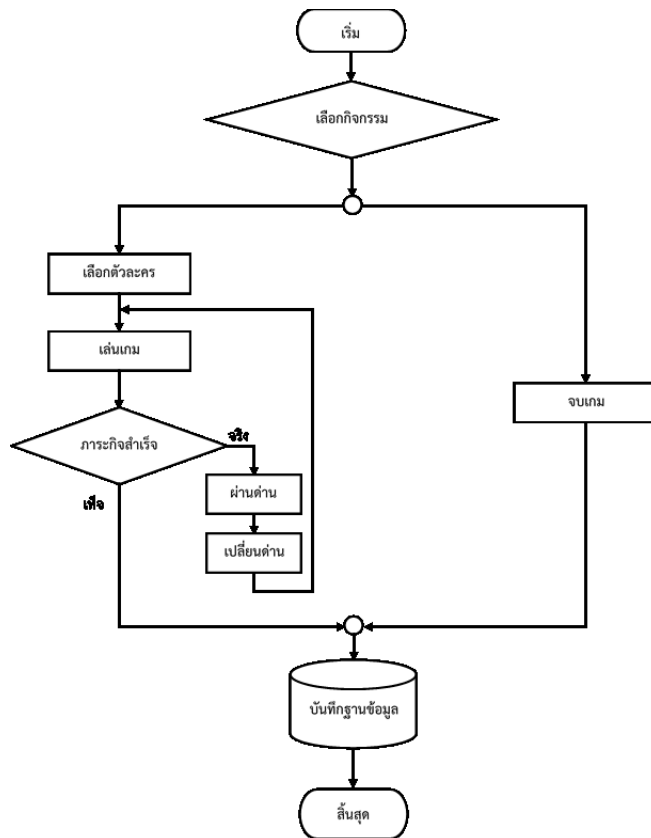 เริ่ม
เลือกกิจกรรม
เลือกตัวละคร
เล่นเกม
จบเกม
ภาระกิจสำเร็จ
จริง
เท็จ
ผ่านด่าน
เปลี่ยนด่าน
บันทึกฐานข้อมูล
สิ้นสุด